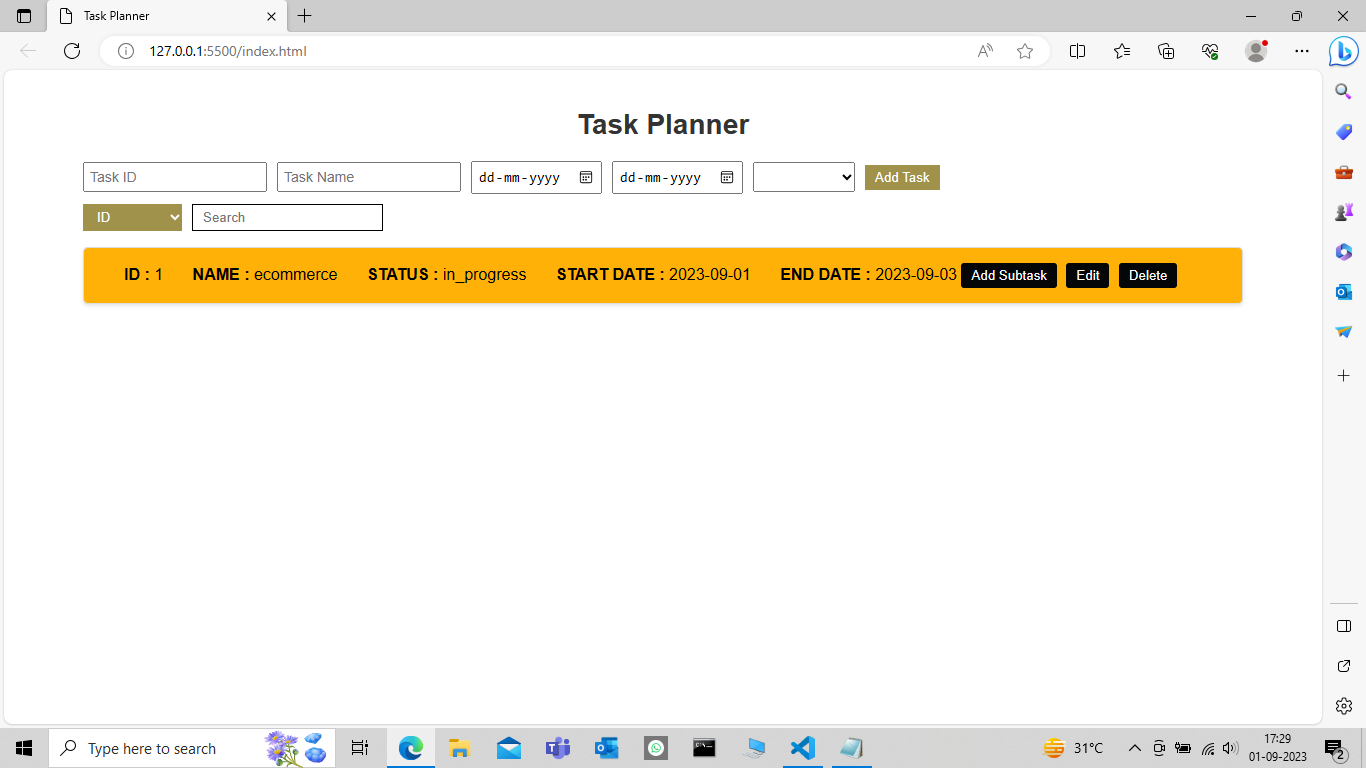 Task Planner
127.0.0.1:5500/index.html
Task Planner
Task ID Task Name dd-mm-yyyy dd-mm-yyyy Add Task
ID Search
ID : 1 NAME : ecommerce STATUS : in_progress START DATE : 2023-09-01 END DATE : 2023-09-03 Add Subtask Edit Delete
Type here to search 31°C 17:29
01-09-2023 2